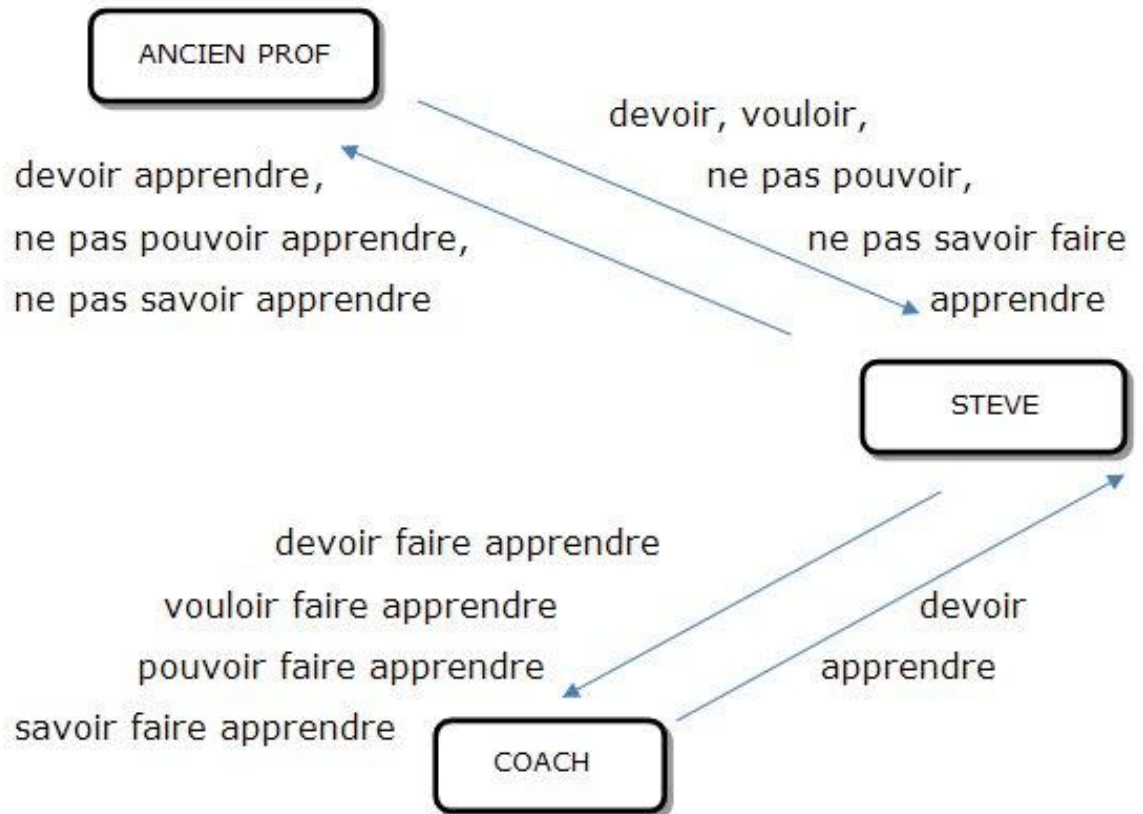 ANCIEN PROF
devoir, vouloir,
ne pas pouvoir,
ne pas savoir faire
apprendre
devoir apprendre,
ne pas pouvoir apprendre,
ne pas savoir apprendre
STEVE
devoir faire apprendre
vouloir faire apprendre
pouvoir faire apprendre
savoir faire apprendre
devoir
apprendre
COACH